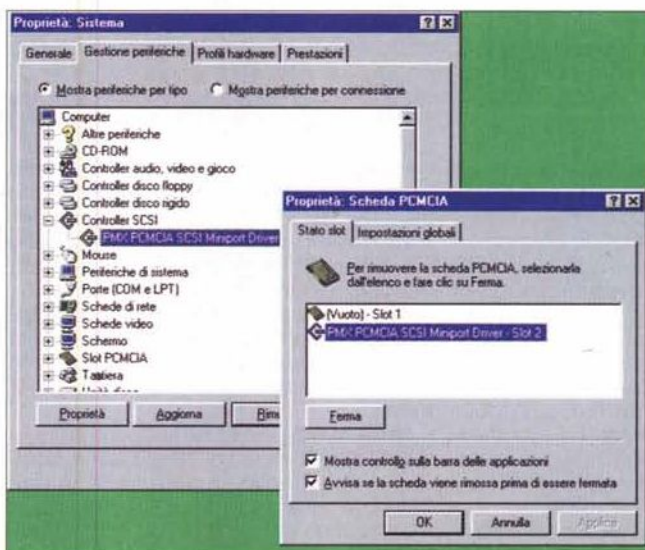 Proprietà: Sistema
Generale Gestione periferiche Profili hardware Prestazioni
Mostra periferiche per tipo Mostra periferiche per connessione
Computer
Altre periferiche
CD-ROM
Controller audio, video e gioco
Controller disco floppy
Controller disco rigido
Controller SCSI
PMX PCMCIA SCSI Miniport Driver
Mouse
Periferiche di sistema
Porte (COM e LPT)
Schede di rete
Schede video
Schermo
Slot PCMCIA
Tastiera
Proprietà Aggiorna
Proprietà: Scheda PCMCIA
Stato slot Impostazioni globali
Per rimuovere la scheda PCMCIA, selezionarla
dall'elenco e fare clic su Ferma.
(Vuoto) - Slot 1
PMX PCMCIA SCSI Miniport Driver - Slot 2
Ferma
Mostra controllo sulla barra delle applicazioni
Avvisa se la scheda viene rimossa prima di essere fermata
OK Annulla Applica